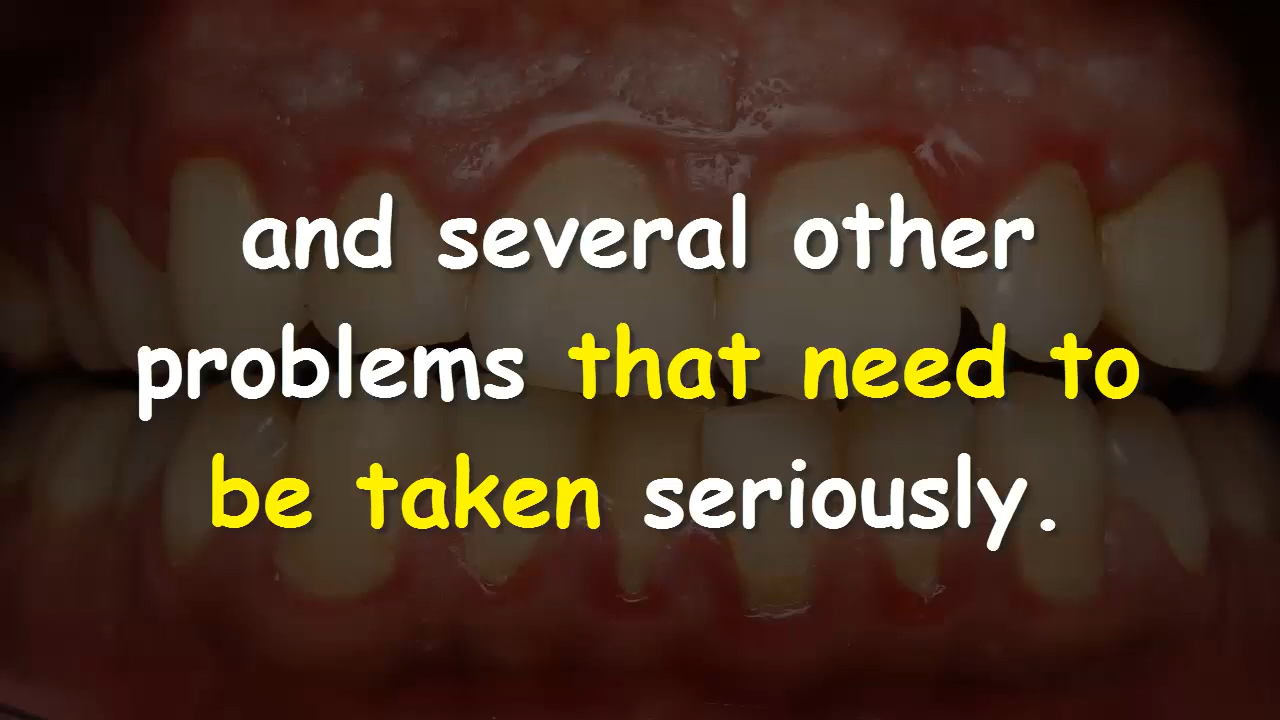 and several other
problems that need to
be taken seriously.